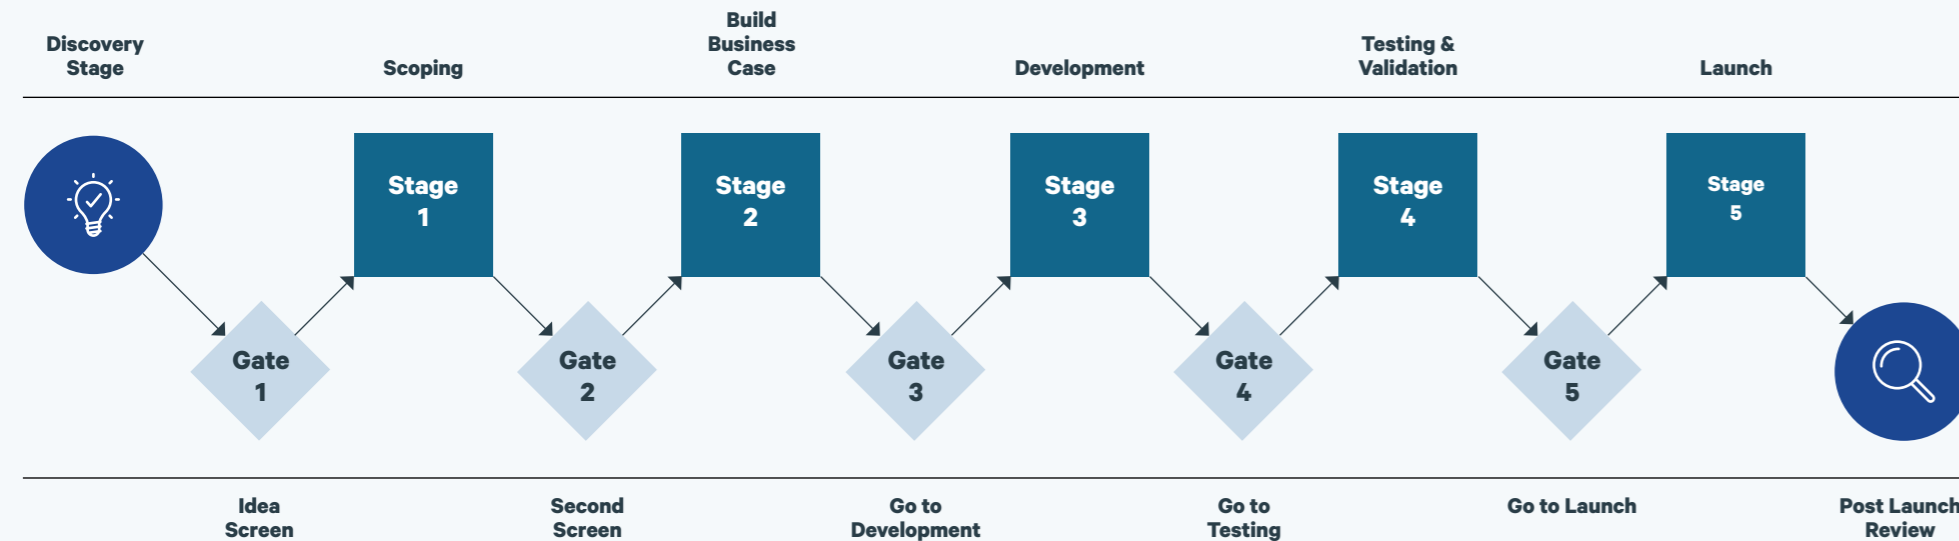 Discovery
Stage
Scoping
Build
Business
Case
Development
Testing &
Validation
Launch
Stage
1
Stage
2
Stage
3
Stage
4
Stage
5
Gate
1
Gate
2
Gate
3
Gate
4
Gate
5
Idea
Screen
Second
Screen
Go to
Development
Go to
Testing
Go to Launch
Post Launch
Review